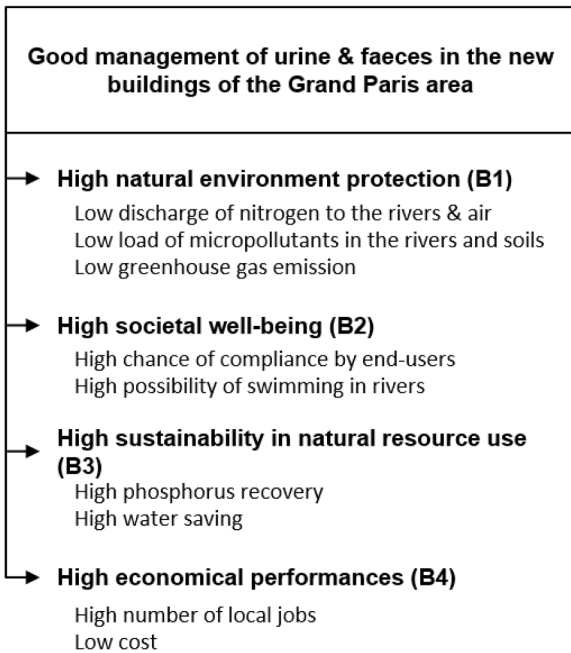 Good management of urine & faeces in the new
buildings of the Grand Paris area
High natural environment protection (B1)
Low discharge of nitrogen to the rivers & air
Low load of micropollutants in the rivers and soils
Low greenhouse gas emission
High societal well-being (B2)
High chance of compliance by end-users
High possibility of swimming in rivers
High sustainability in natural resource use
(B3)
High phosphorus recovery
High water saving
High economical performances (B4)
High number of local jobs
Low cost